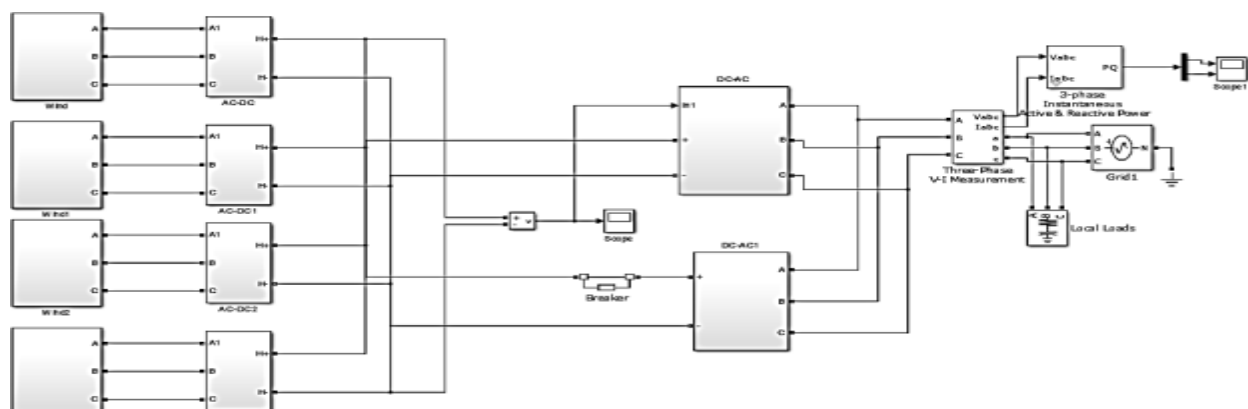 A
B
C
Wind
A1
B
C
H+
H-
AC-DC
A
B
C
Wind1
A1
B
C
H+
H-
AC-DC1
A
B
C
Wind2
A1
B
C
H+
H-
AC-DC2
A
B
C
A1
B
C
H+
H-
+
-
v
Scope
Breaker
DC-AC
In1
+
-
A
B
C
DC-AC1
+
-
A
B
C
A
B
C
Vabc
Iabc
a
b
c
Three-Phase
V-I Measurement
Vabc
Iabc
PQ
3-phase
Instantaneous
Active & Reactive Power
Scope1
A
B
C
N
Grid1
A
B
C
Local Loads